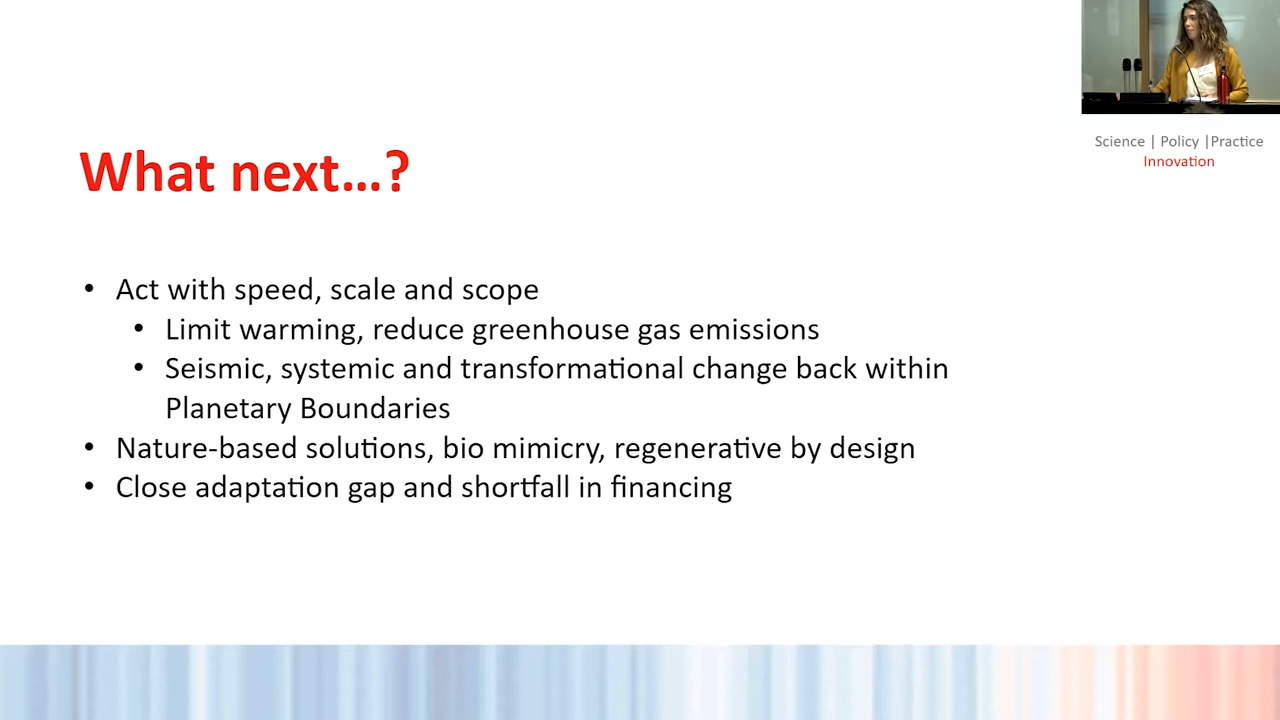 Science | Policy |Practice
Innovation
What next...?
• Act with speed, scale and scope
• Limit warming, reduce greenhouse gas emissions
• Seismic, systemic and transformational change back within
Planetary Boundaries
• Nature-based solutions, bio mimicry, regenerative by design
• Close adaptation gap and shortfall in financing